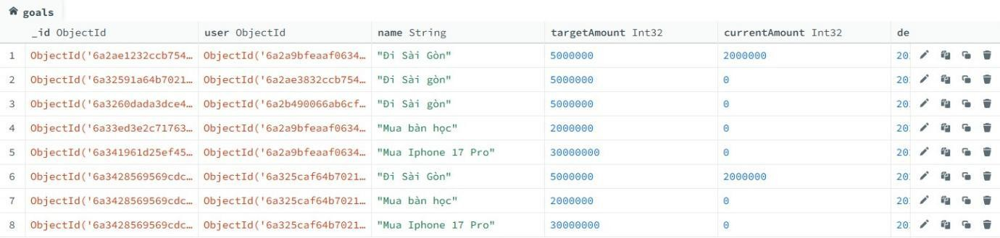 goals
_id ObjectId user ObjectId name String targetAmount Int32 currentAmount Int32 de
1 ObjectId('6a2ae1232ccb754… ObjectId('6a2a9bfeaaf0634… "Đi Sài Gòn" 5000000 2000000 20
2 ObjectId('6a32591a64b7021… ObjectId('6a2ae3832ccb754… "Đi Sài gòn" 5000000 0 20
3 ObjectId('6a3260dada3dce4… ObjectId('6a2b490066ab6cf… "Đi Sài gòn" 5000000 0 20
4 ObjectId('6a33ed3e2c71763… ObjectId('6a2a9bfeaaf0634… "Mua bàn học" 2000000 0 20
5 ObjectId('6a341961d25ef45… ObjectId('6a2a9bfeaaf0634… "Mua Iphone 17 Pro" 30000000 0 20
6 ObjectId('6a3428569569cdc… ObjectId('6a325caf64b7021… "Đi Sài Gòn" 5000000 2000000 20
7 ObjectId('6a3428569569cdc… ObjectId('6a325caf64b7021… "Mua bàn học" 2000000 0 20
8 ObjectId('6a3428569569cdc… ObjectId('6a325caf64b7021… "Mua Iphone 17 Pro" 30000000 0 20